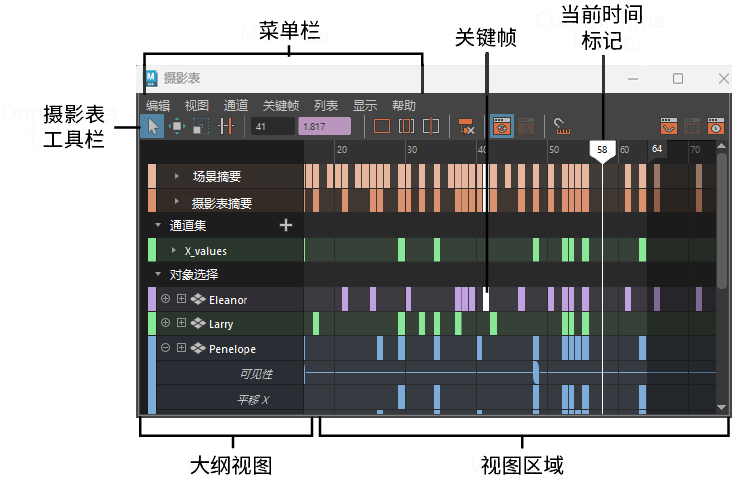 菜单栏
关键帧
当前时间
标记
摄影表
工具栏
M
摄影表
编辑 视图 通道 关键帧 列表 显示 帮助
41 1.817
20 30 40 50 58 60 64 70
场景摘要
摄影表摘要
通道集
X_values
对象选择
Eleanor
Larry
Penelope
可见性
平移 X
大纲视图
视图区域